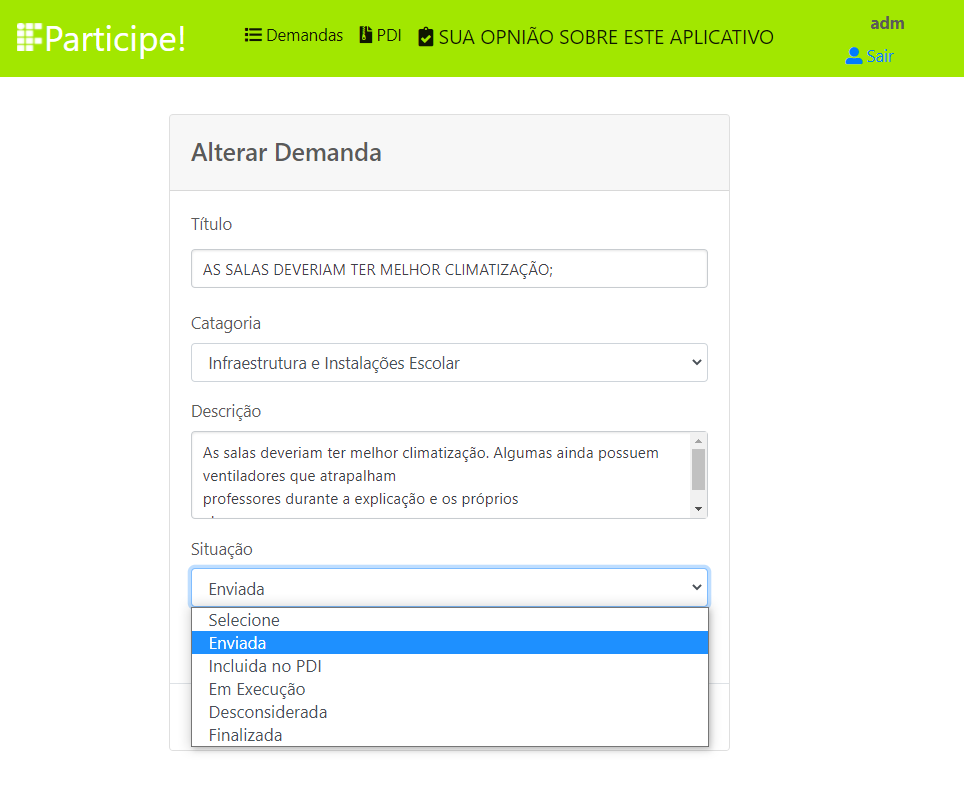 Participe!
Demandas
PDI
SUA OPNIÃO SOBRE ESTE APLICATIVO
adm
Sair
Alterar Demanda
Título
AS SALAS DEVERIAM TER MELHOR CLIMATIZAÇÃO;
Catagoria
Infraestrutura e Instalações Escolar
Descrição
As salas deveriam ter melhor climatização. Algumas ainda possuem
ventiladores que atrapalham
professores durante a explicação e os próprios
Situação
Enviada
Selecione
Enviada
Incluida no PDI
Em Execução
Desconsiderada
Finalizada